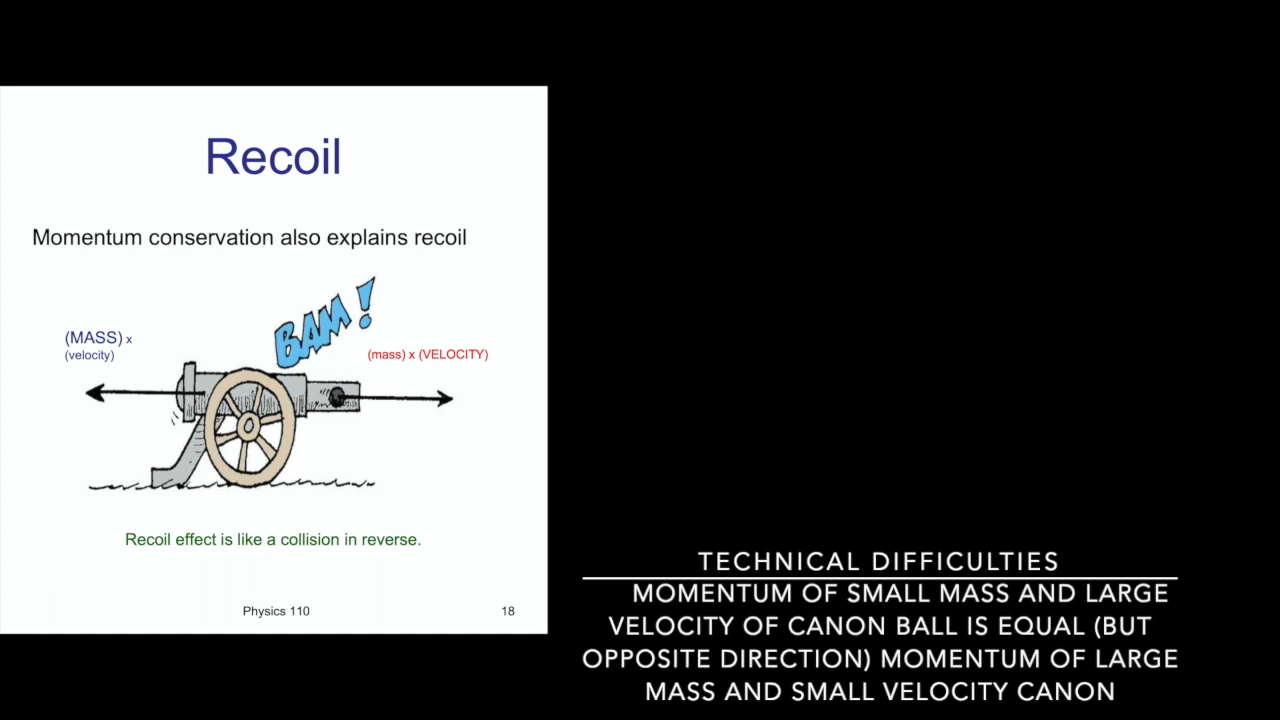 Recoil
Momentum conservation also explains recoil
BAM!
(MASS) x
(velocity)
(mass) x (VELOCITY)
Recoil effect is like a collision in reverse.
Physics 110
18
TECHNICAL DIFFICULTIES
MOMENTUM OF SMALL MASS AND LARGE
VELOCITY OF CANON BALL IS EQUAL (BUT
OPPOSITE DIRECTION) MOMENTUM OF LARGE
MASS AND SMALL VELOCITY CANON